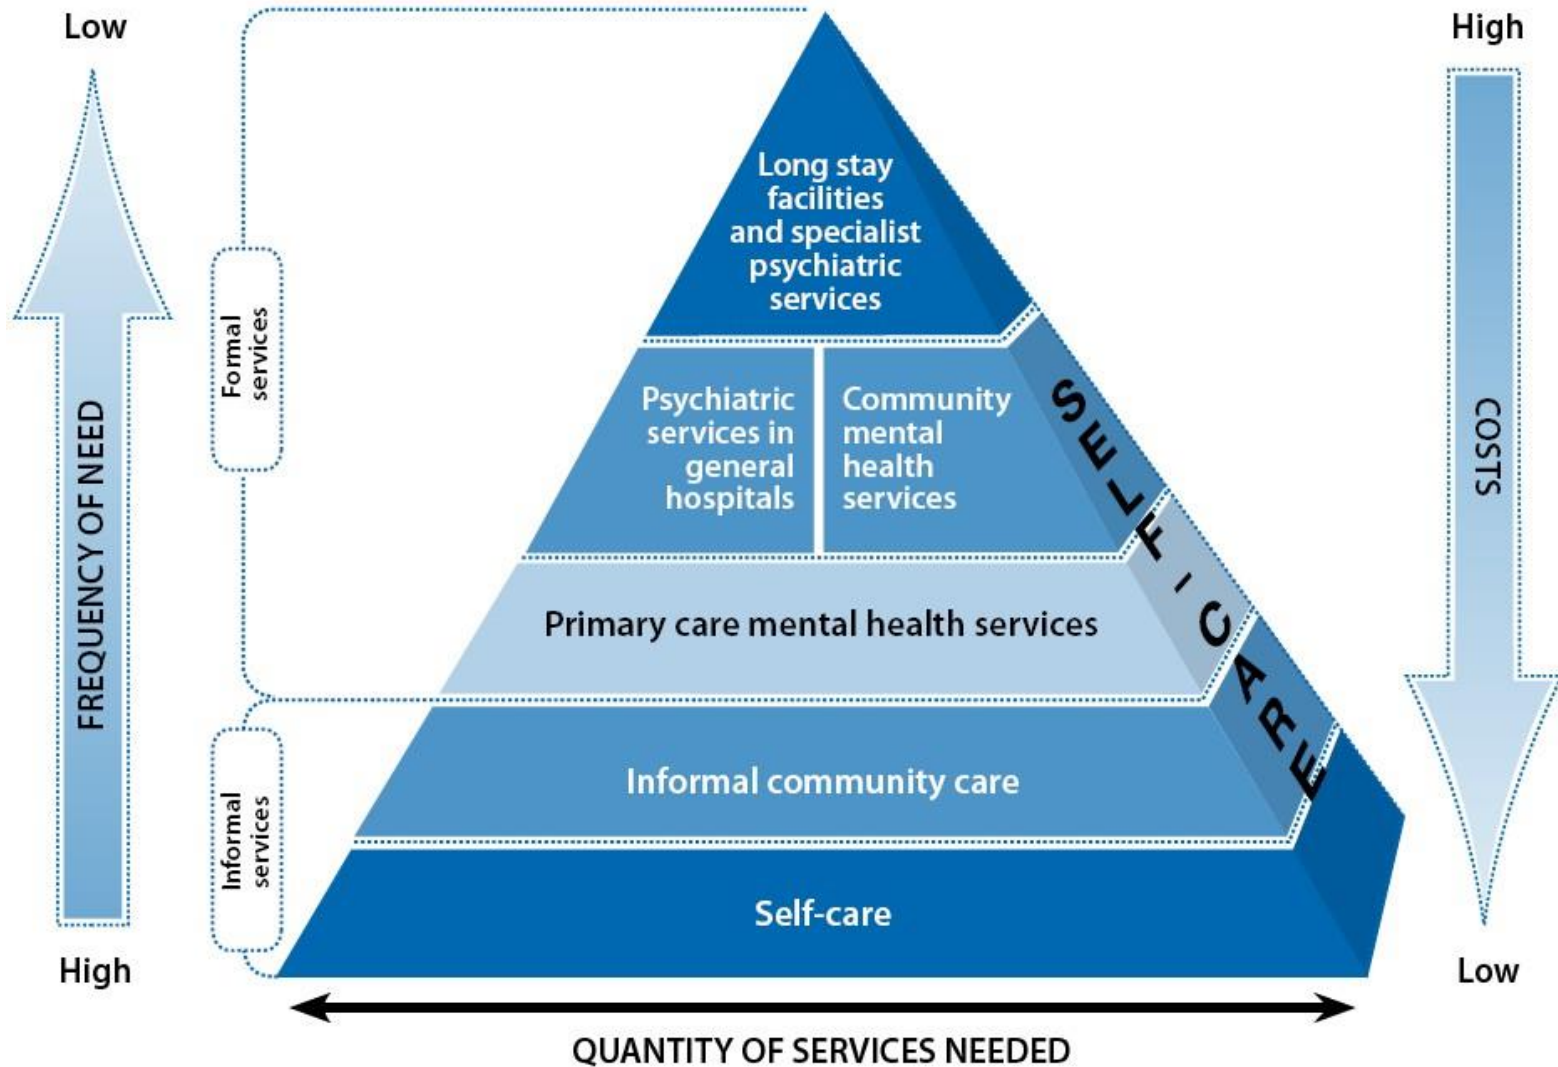 Low
High
FREQUENCY OF NEED
High
Formal
services
Informal
services
Long stay
facilities
and specialist
psychiatric
services
Psychiatric
services in
general
hospitals
Community
mental
health
services
Primary care mental health services
Informal community care
Self-care
SELF-CARE
COSTS
Low
QUANTITY OF SERVICES NEEDED